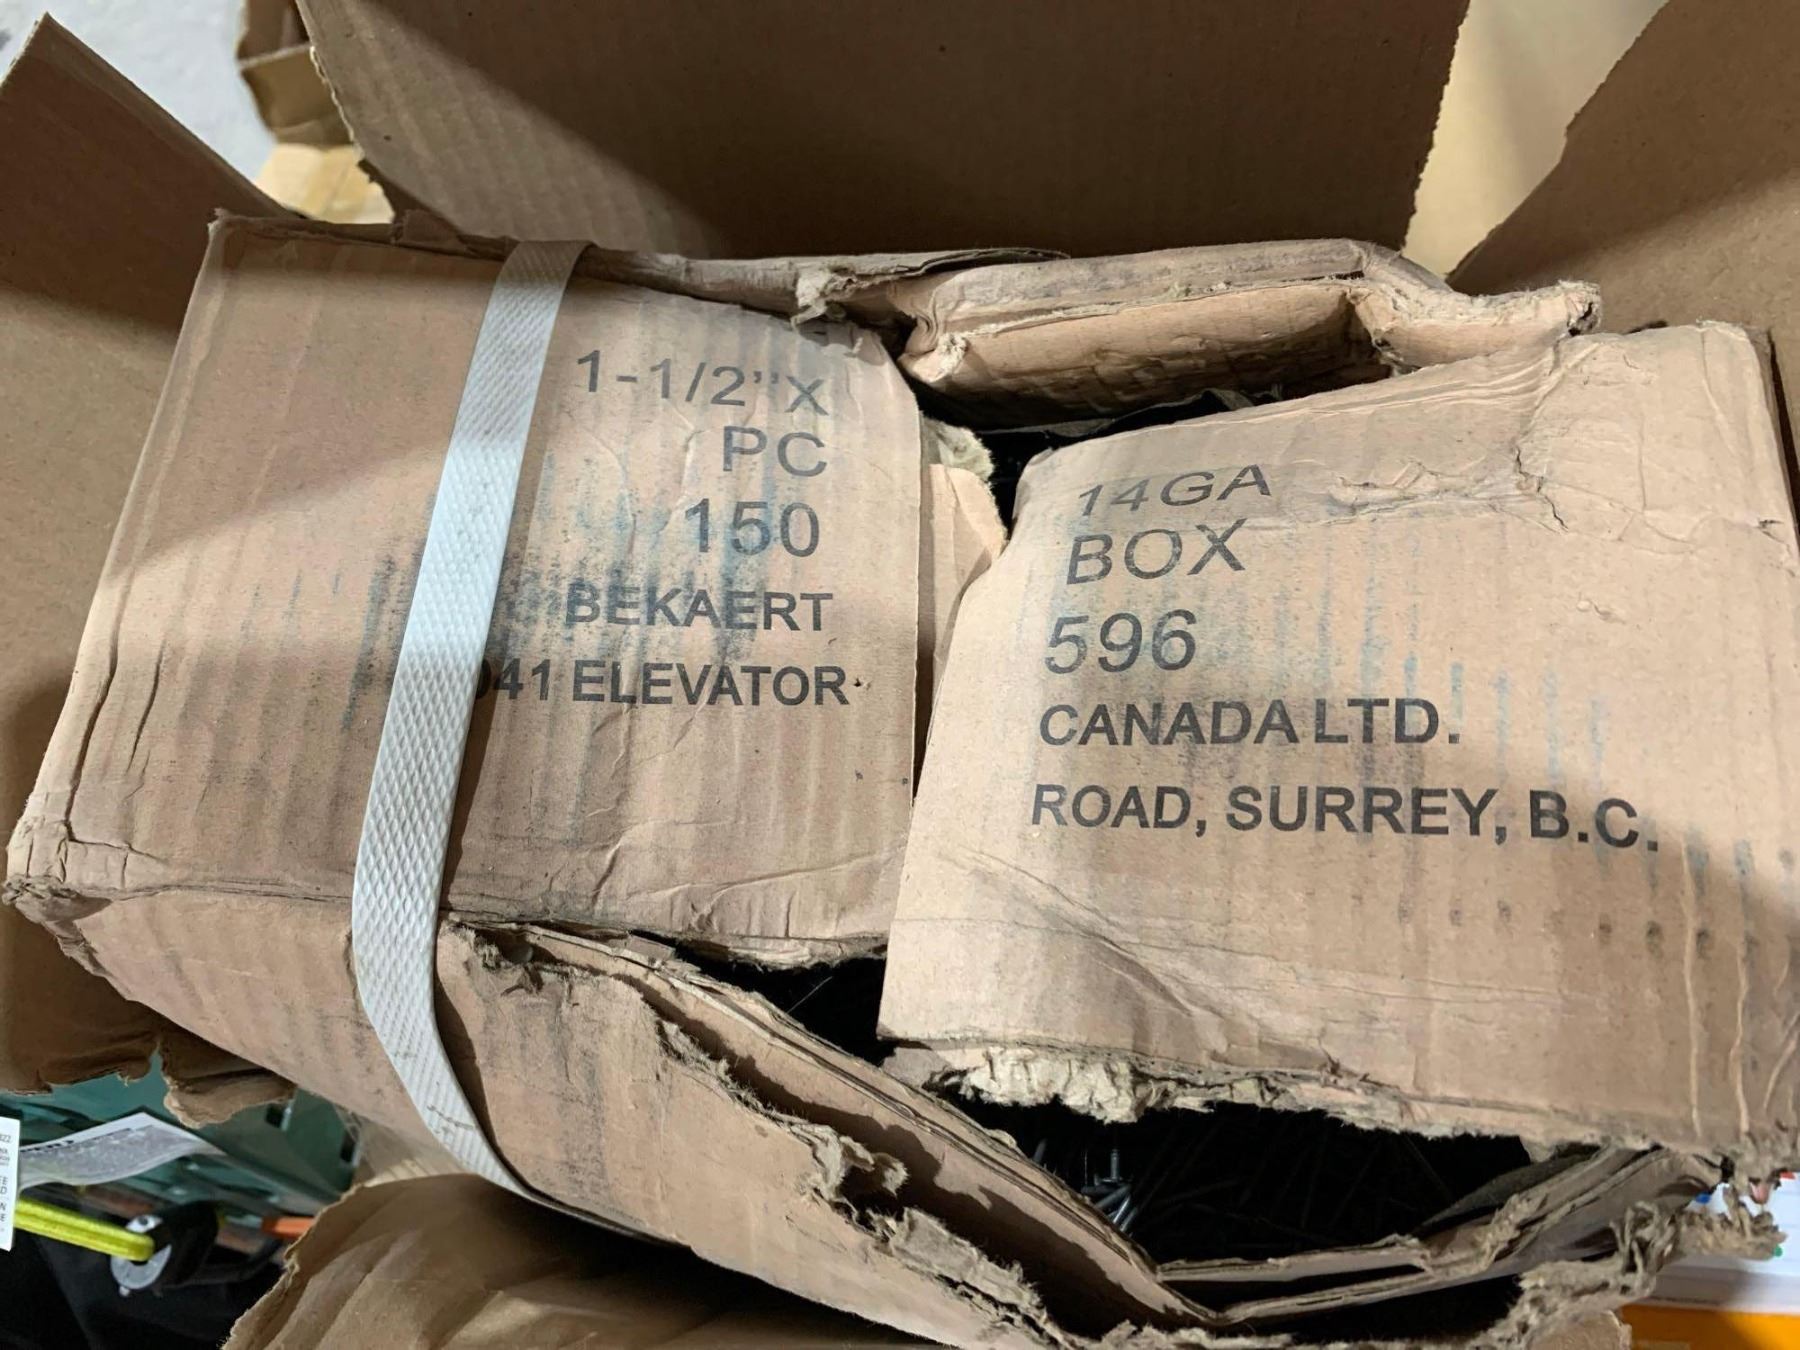 1-1/2"X 14GA
PC BOX
150 596
BEKAERT CANADA LTD.
041 ELEVATOR ROAD, SURREY, B.C.